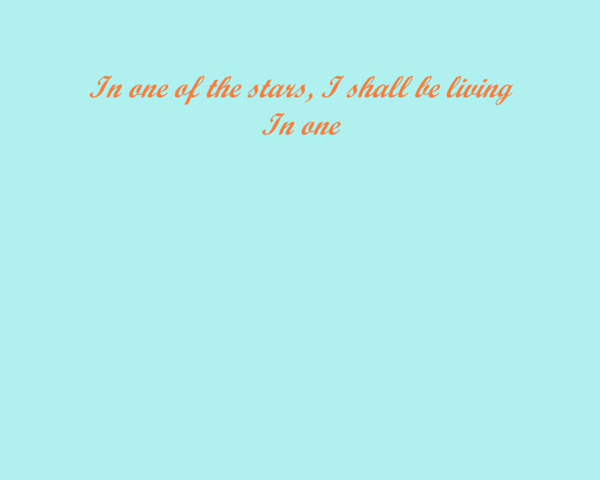 In one of the stars, I shall be living
In one